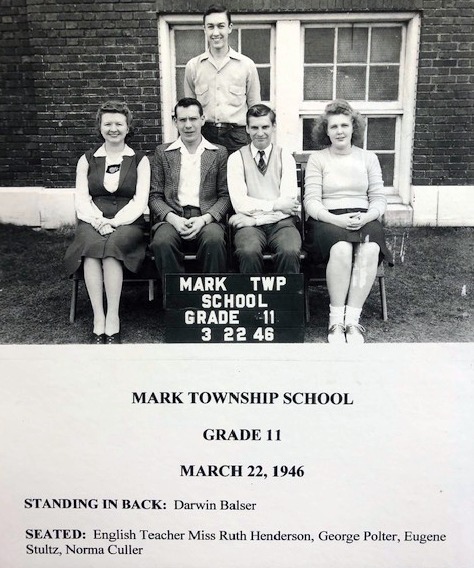 MARK TWP
SCHOOL
GRADE 11
3 22 46
MARK TOWNSHIP SCHOOL
GRADE 11
MARCH 22, 1946
STANDING IN BACK: Darwin Balser
SEATED: English Teacher Miss Ruth Henderson, George Polter, Eugene
Stultz, Norma Culler